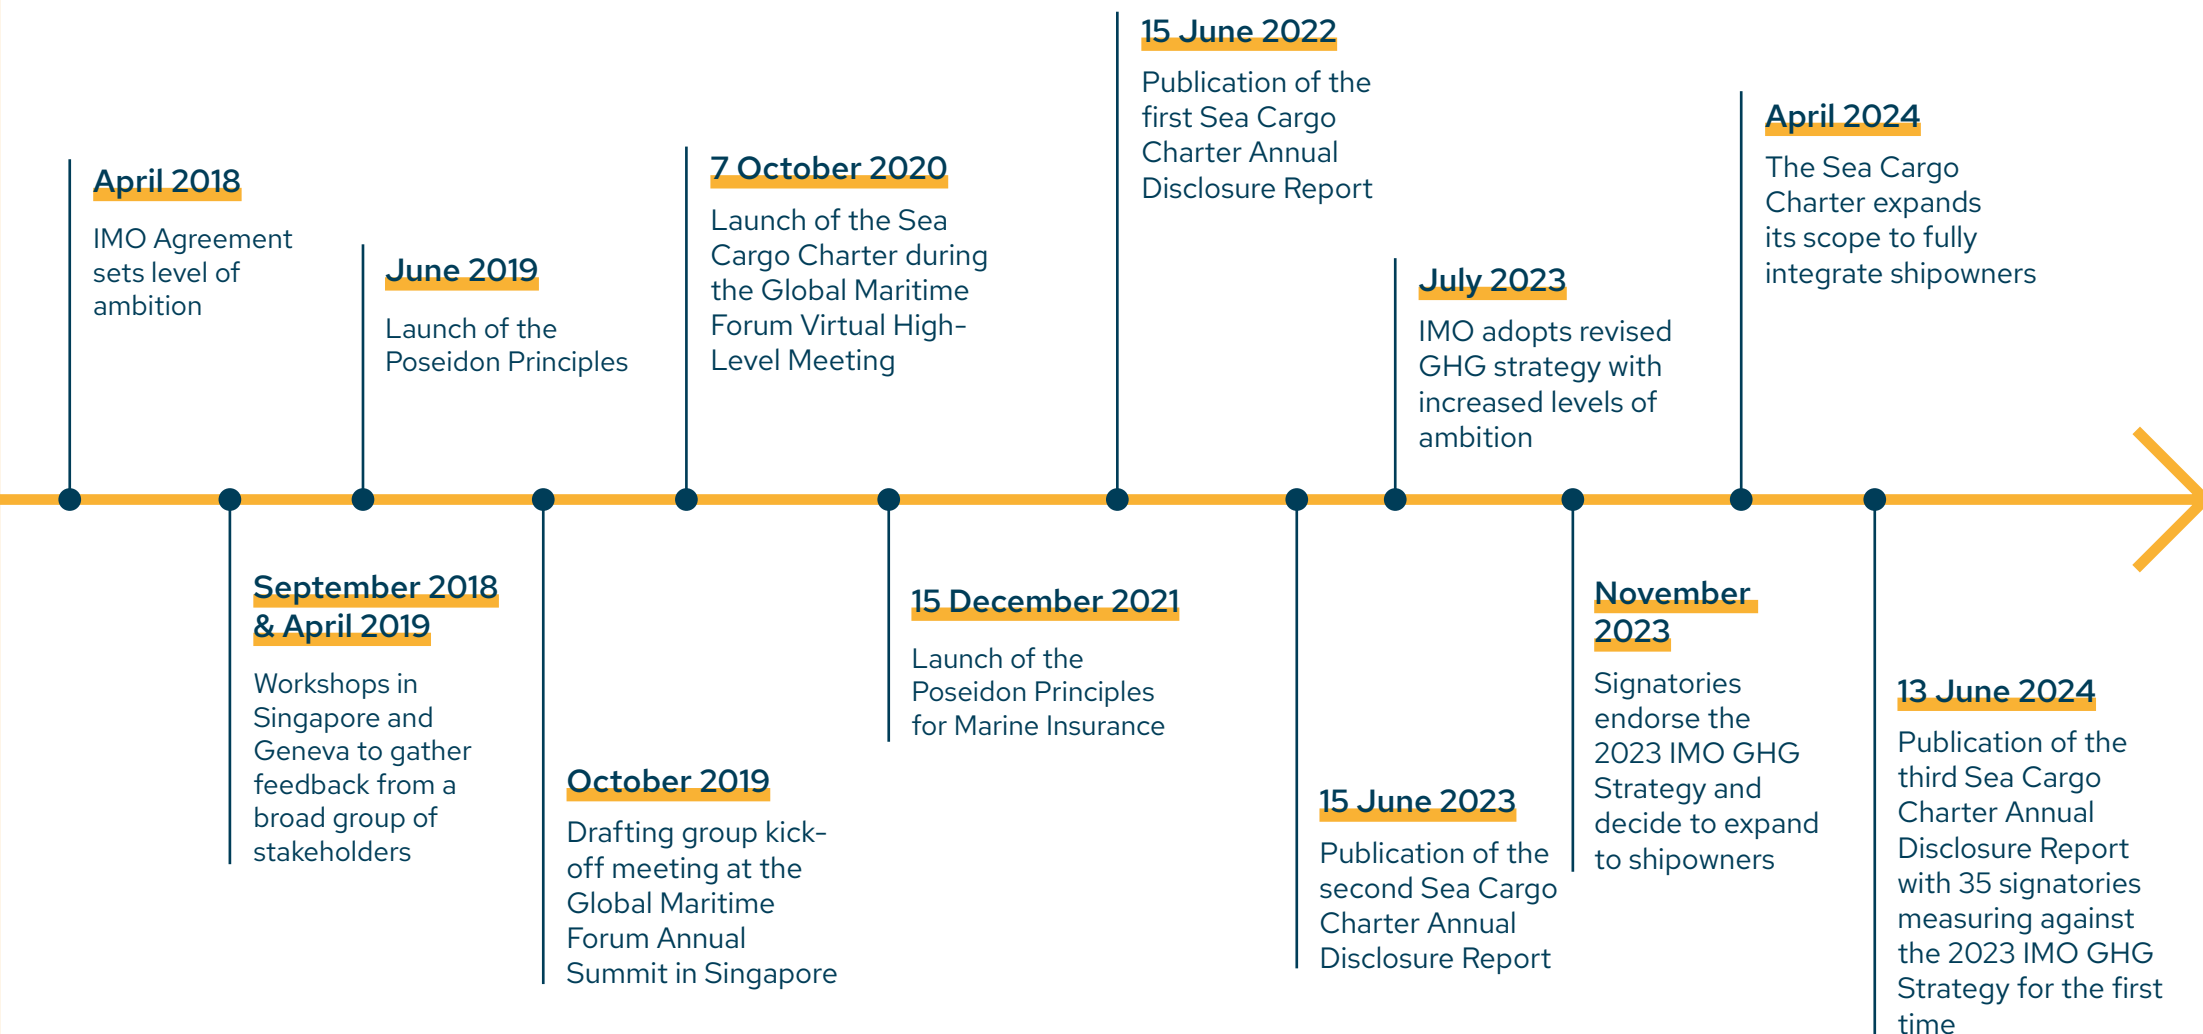 April 2018
IMO Agreement
sets level of
ambition
September 2018
& April 2019
Workshops in
Singapore and
Geneva to gather
feedback from a
broad group of
stakeholders
June 2019
Launch of the
Poseidon Principles
October 2019
Drafting group kick-
off meeting at the
Global Maritime
Forum Annual
Summit in Singapore
7 October 2020
Launch of the Sea
Cargo Charter during
the Global Maritime
Forum Virtual High-
Level Meeting
15 December 2021
Launch of the
Poseidon Principles
for Marine Insurance
15 June 2022
Publication of the
first Sea Cargo
Charter Annual
Disclosure Report
15 June 2023
Publication of the
second Sea Cargo
Charter Annual
Disclosure Report
July 2023
IMO adopts revised
GHG strategy with
increased levels of
ambition
November
2023
Signatories
endorse the
2023 IMO GHG
Strategy and
decide to expand
to shipowners
April 2024
The Sea Cargo
Charter expands
its scope to fully
integrate shipowners
13 June 2024
Publication of the
third Sea Cargo
Charter Annual
Disclosure Report
with 35 signatories
measuring against
the 2023 IMO GHG
Strategy for the first
time